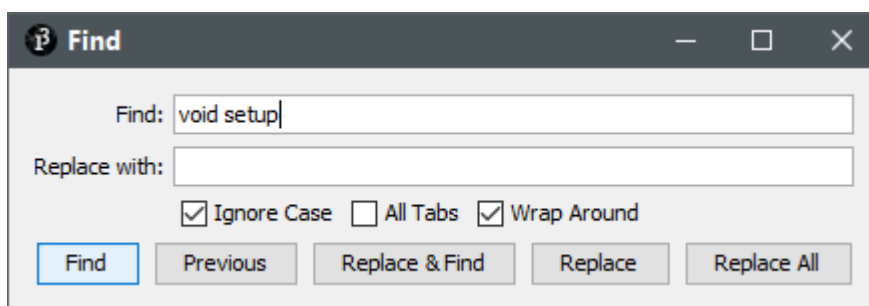 Find
Find: void setup
Replace with:
Ignore Case All Tabs Wrap Around
Find Previous Replace & Find Replace Replace All